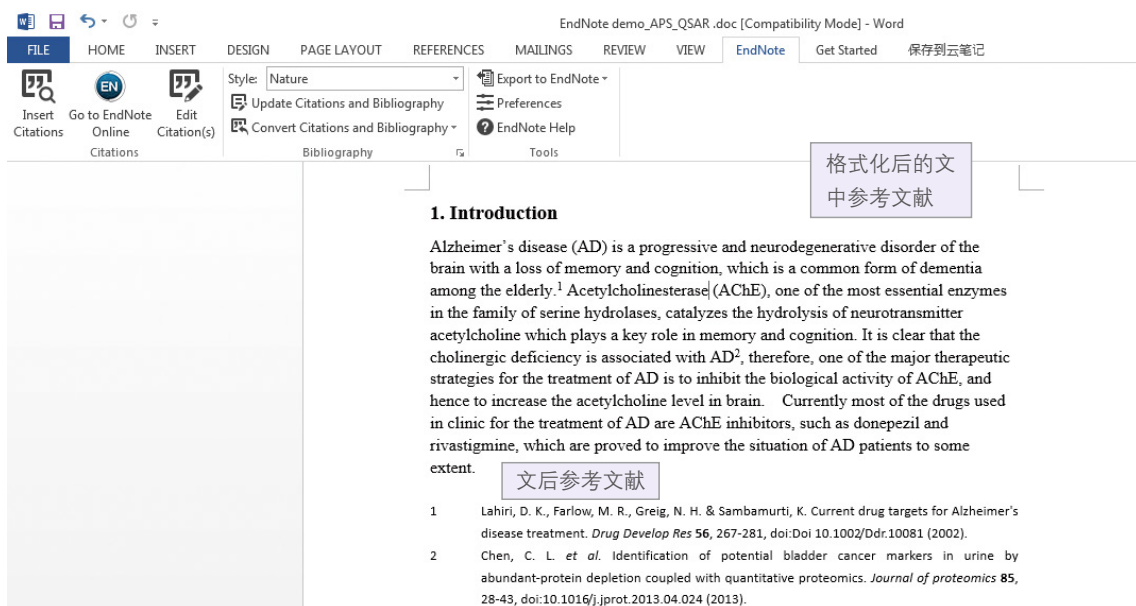 EndNote demo_APS_QSAR .doc [Compatibility Mode] - Word
FILE HOME INSERT DESIGN PAGE LAYOUT REFERENCES MAILINGS REVIEW VIEW EndNote Get Started 保存到云笔记
Insert Citations
Go to EndNote Online
Edit Citation(s)
Citations
Style: Nature
Update Citations and Bibliography
Convert Citations and Bibliography
Bibliography
Export to EndNote
Preferences
EndNote Help
Tools
格式化后的文
中参考文献
1. Introduction
Alzheimer's disease (AD) is a progressive and neurodegenerative disorder of the
brain with a loss of memory and cognition, which is a common form of dementia
among the elderly.1 Acetylcholinesterase (AChE), one of the most essential enzymes
in the family of serine hydrolases, catalyzes the hydrolysis of neurotransmitter
acetylcholine which plays a key role in memory and cognition. It is clear that the
cholinergic deficiency is associated with AD2, therefore, one of the major therapeutic
strategies for the treatment of AD is to inhibit the biological activity of AChE, and
hence to increase the acetylcholine level in brain. Currently most of the drugs used
in clinic for the treatment of AD are AChE inhibitors, such as donepezil and
rivastigmine, which are proved to improve the situation of AD patients to some
extent.
文后参考文献
1 Lahiri, D. K., Farlow, M. R., Greig, N. H. & Sambamurti, K. Current drug targets for Alzheimer's
disease treatment. Drug Develop Res 56, 267-281, doi:Doi 10.1002/Ddr.10081 (2002).
2 Chen, C. L. et al. Identification of potential bladder cancer markers in urine by
abundant-protein depletion coupled with quantitative proteomics. Journal of proteomics 85,
28-43, doi:10.1016/j.jprot.2013.04.024 (2013).